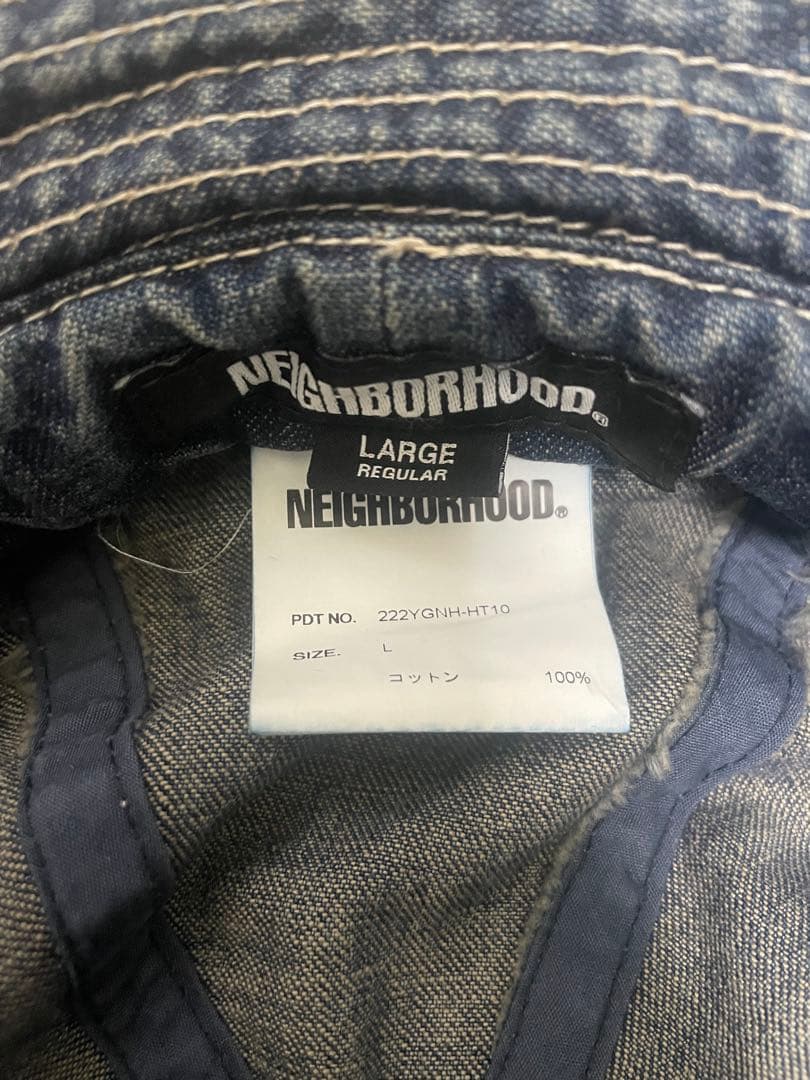 NEIGHBORHOOD®
LARGE
REGULAR
NEIGHBORHOOD®
PDT NO. 222YGNH-HT10
SIZE. L
コットン 100%